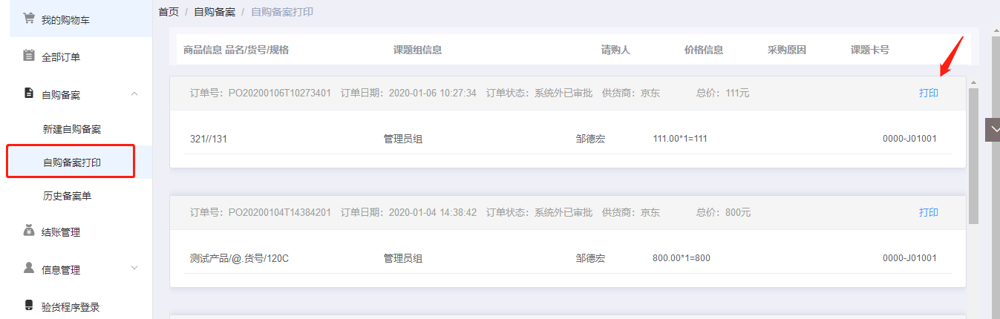 我的购物车
全部订单
自购备案
新建自购备案
自购备案打印
历史备案单
结账管理
信息管理
验货程序登录
首页 / 自购备案 / 自购备案打印
商品信息 品名/货号/规格 课题组信息 请购人 价格信息 采购原因 课题卡号
订单号：PO20200106T10273401 订单日期：2020-01-06 10:27:34 订单状态：系统外已审批 供货商：京东 总价：111元 打印
321//131 管理员组 邹德宏 111.00*1=111 0000-J01001
订单号：PO20200104T14384201 订单日期：2020-01-04 14:38:42 订单状态：系统外已审批 供货商：京东 总价：800元 打印
测试产品/@.货号/120C 管理员组 邹德宏 800.00*1=800 0000-J01001